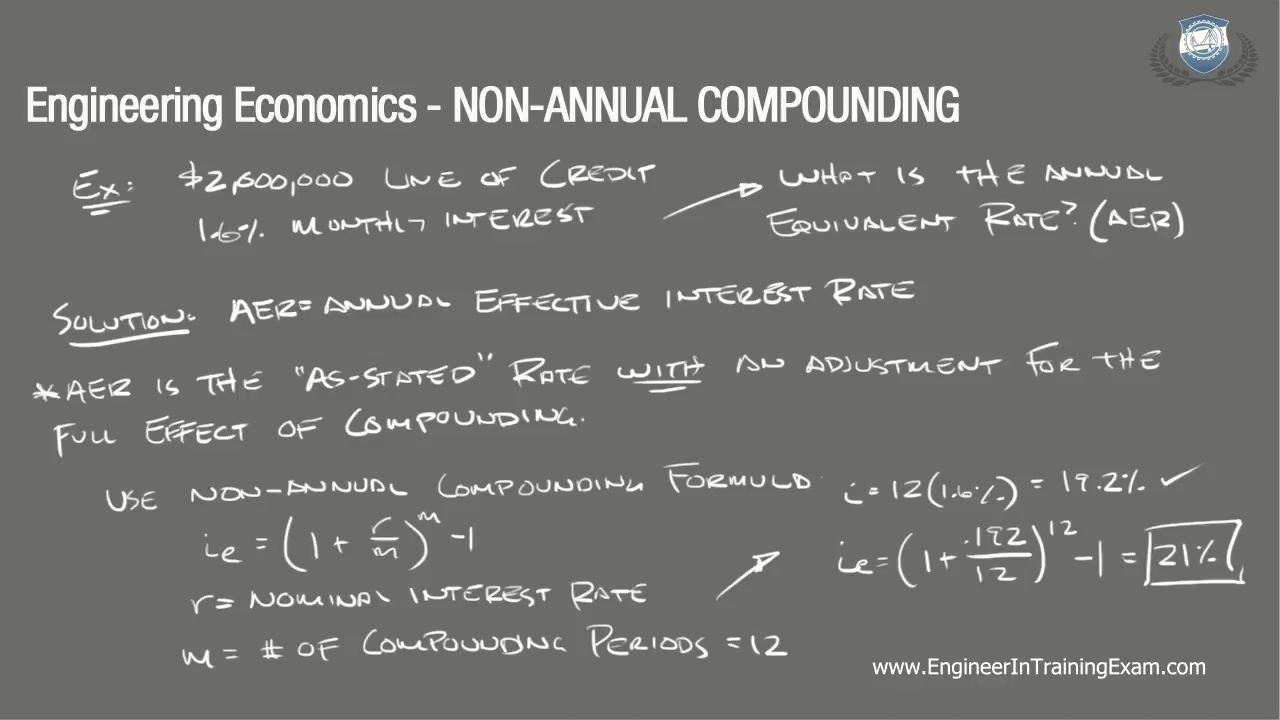 Engineering Economics - NON-ANNUAL COMPOUNDING
Ex: $2,600,000 LINE OF CREDIT
1.6% MONTHLY INTEREST
WHAT IS THE ANNUAL
EQUIVALENT RATE? (AER)
SOLUTION: AER = ANNUAL EFFECTIVE INTEREST RATE
*AER IS THE "AS-STATED" RATE WITH AN ADJUSTMENT FOR THE
FULL EFFECT OF COMPOUNDING.
USE NON-ANNUAL COMPOUNDING FORMULA
ie = (1 + r/m)^m - 1
r = NOMINAL INTEREST RATE
m = # OF COMPOUNDING PERIODS = 12
i = 12(1.6%) = 19.2% ✓
ie = (1 + .192/12)^12 - 1 = 21%
www.EngineerInTrainingExam.com